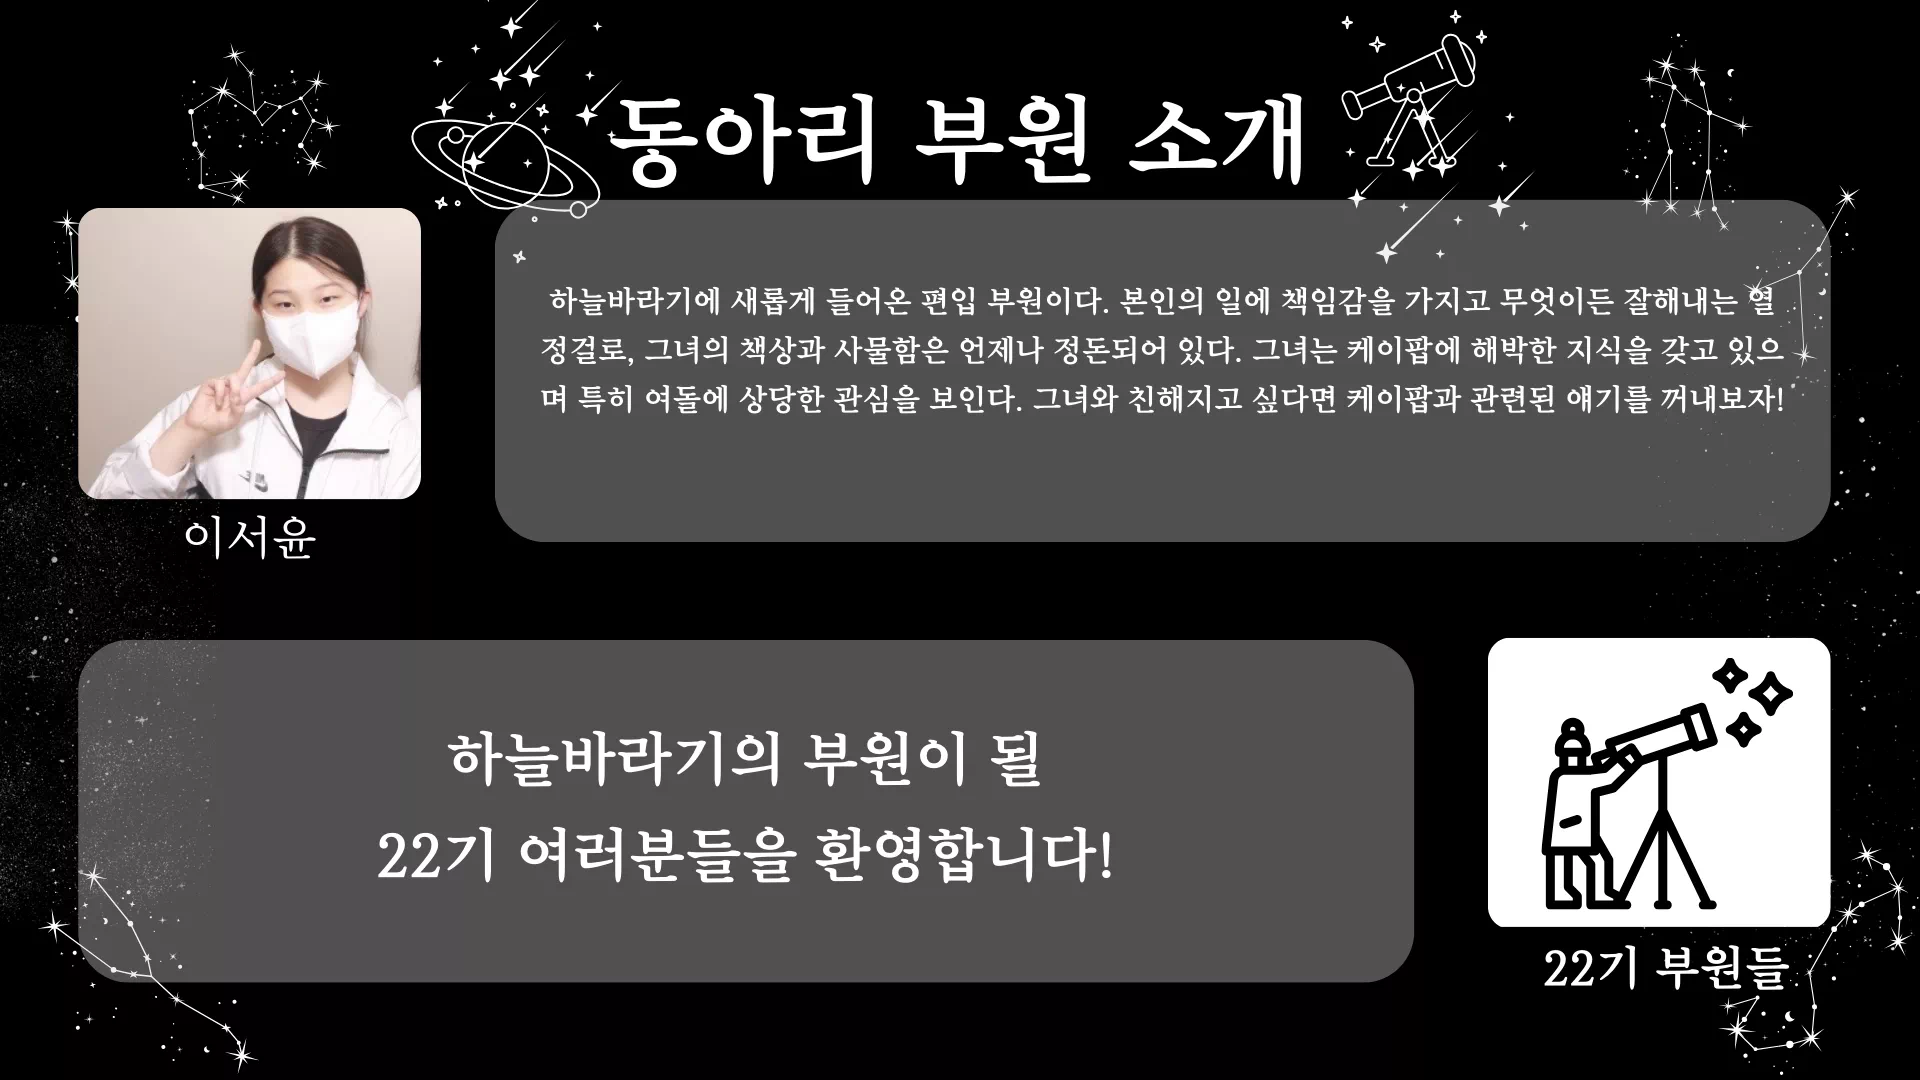 동아리 부원 소개
하늘바라기에 새롭게 들어온 편입 부원이다. 본인의 일에 책임감을 가지고 무엇이든 잘해내는 열
정걸로, 그녀의 책상과 사물함은 언제나 정돈되어 있다. 그녀는 케이팝에 해박한 지식을 갖고 있으
며 특히 여돌에 상당한 관심을 보인다. 그녀와 친해지고 싶다면 케이팝과 관련된 얘기를 꺼내보자!
이서윤
하늘바라기의 부원이 될
22기 여러분들을 환영합니다!
22기 부원들